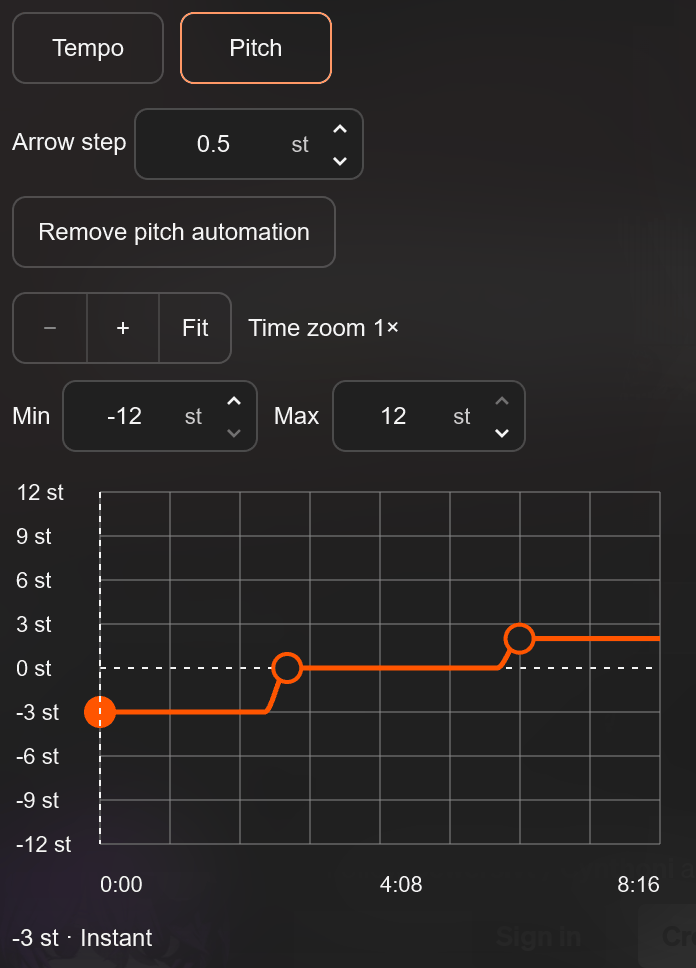 Tempo Pitch
Arrow step 0.5 st
Remove pitch automation
− + Fit Time zoom 1×
Min -12 st Max 12 st
12 st
9 st
6 st
3 st
0 st
-3 st
-6 st
-9 st
-12 st
0:00 4:08 8:16
-3 st · Instant
Sign in